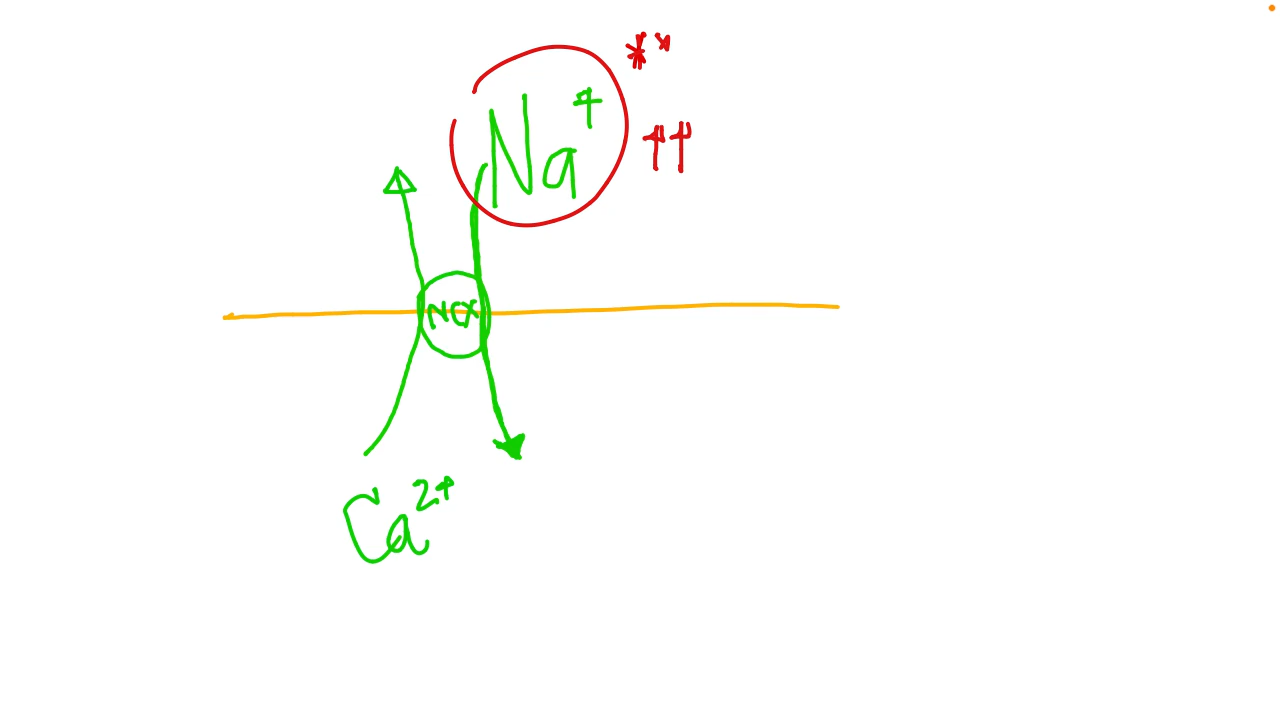 **
Na⁺ ↑↑
NCX
Ca²⁺